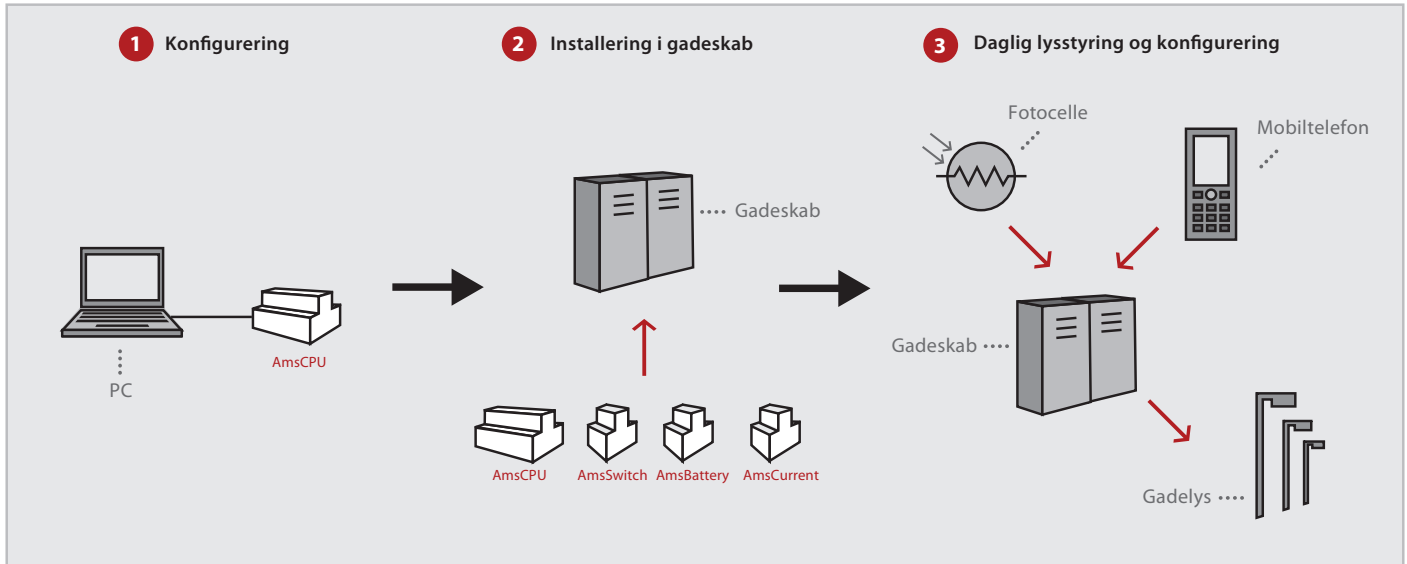 1 Konfigurering
PC
AmsCPU
2 Installering i gadeskab
Gadeskab
AmsCPU
AmsSwitch
AmsBattery
AmsCurrent
3 Daglig lysstyring og konfigurering
Fotocelle
Mobiltelefon
Gadeskab
Gadelys